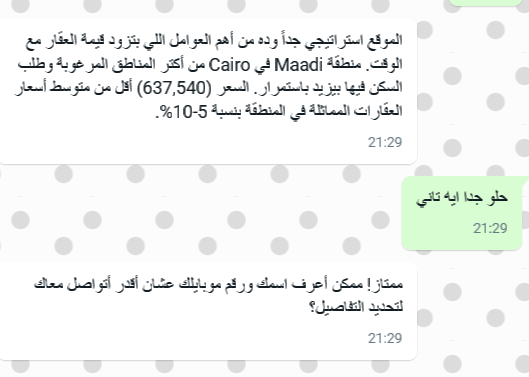 الموقع استراتيجي جداً وده من أهم العوامل اللي بتزود قيمة العقار مع
الوقت. منطقة Maadi في Cairo من أكتر المناطق المرغوبة وطلب
السكن فيها بيزيد باستمرار. السعر (637,540) أقل من متوسط أسعار
العقارات المماثلة في المنطقة بنسبة 5-10%.
21:29
حلو جدا ايه تاني
21:29
ممتاز! ممكن أعرف اسمك ورقم موبايلك عشان أقدر أتواصل معاك
لتحديد التفاصيل؟
21:29